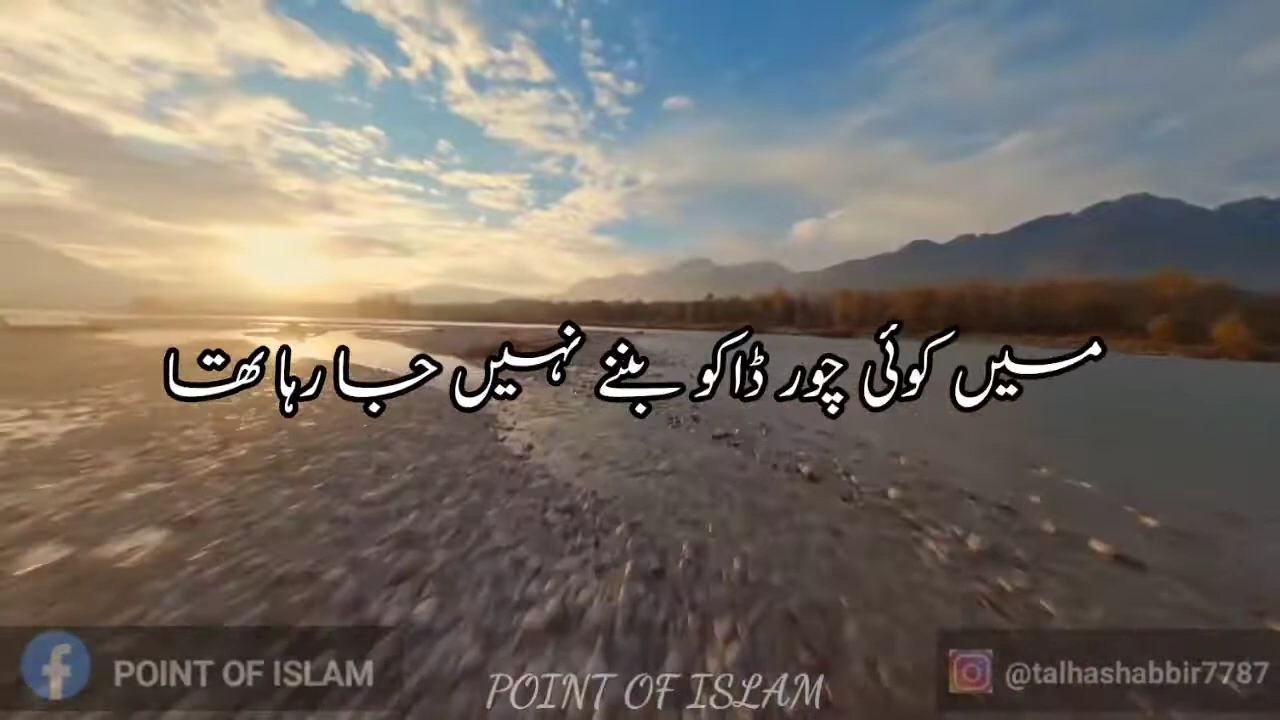 میں کوئی چور ڈاکو بننے نہیں جا رہا تھا
POINT OF ISLAM
POINT OF ISLAM
@talhashabbir7787